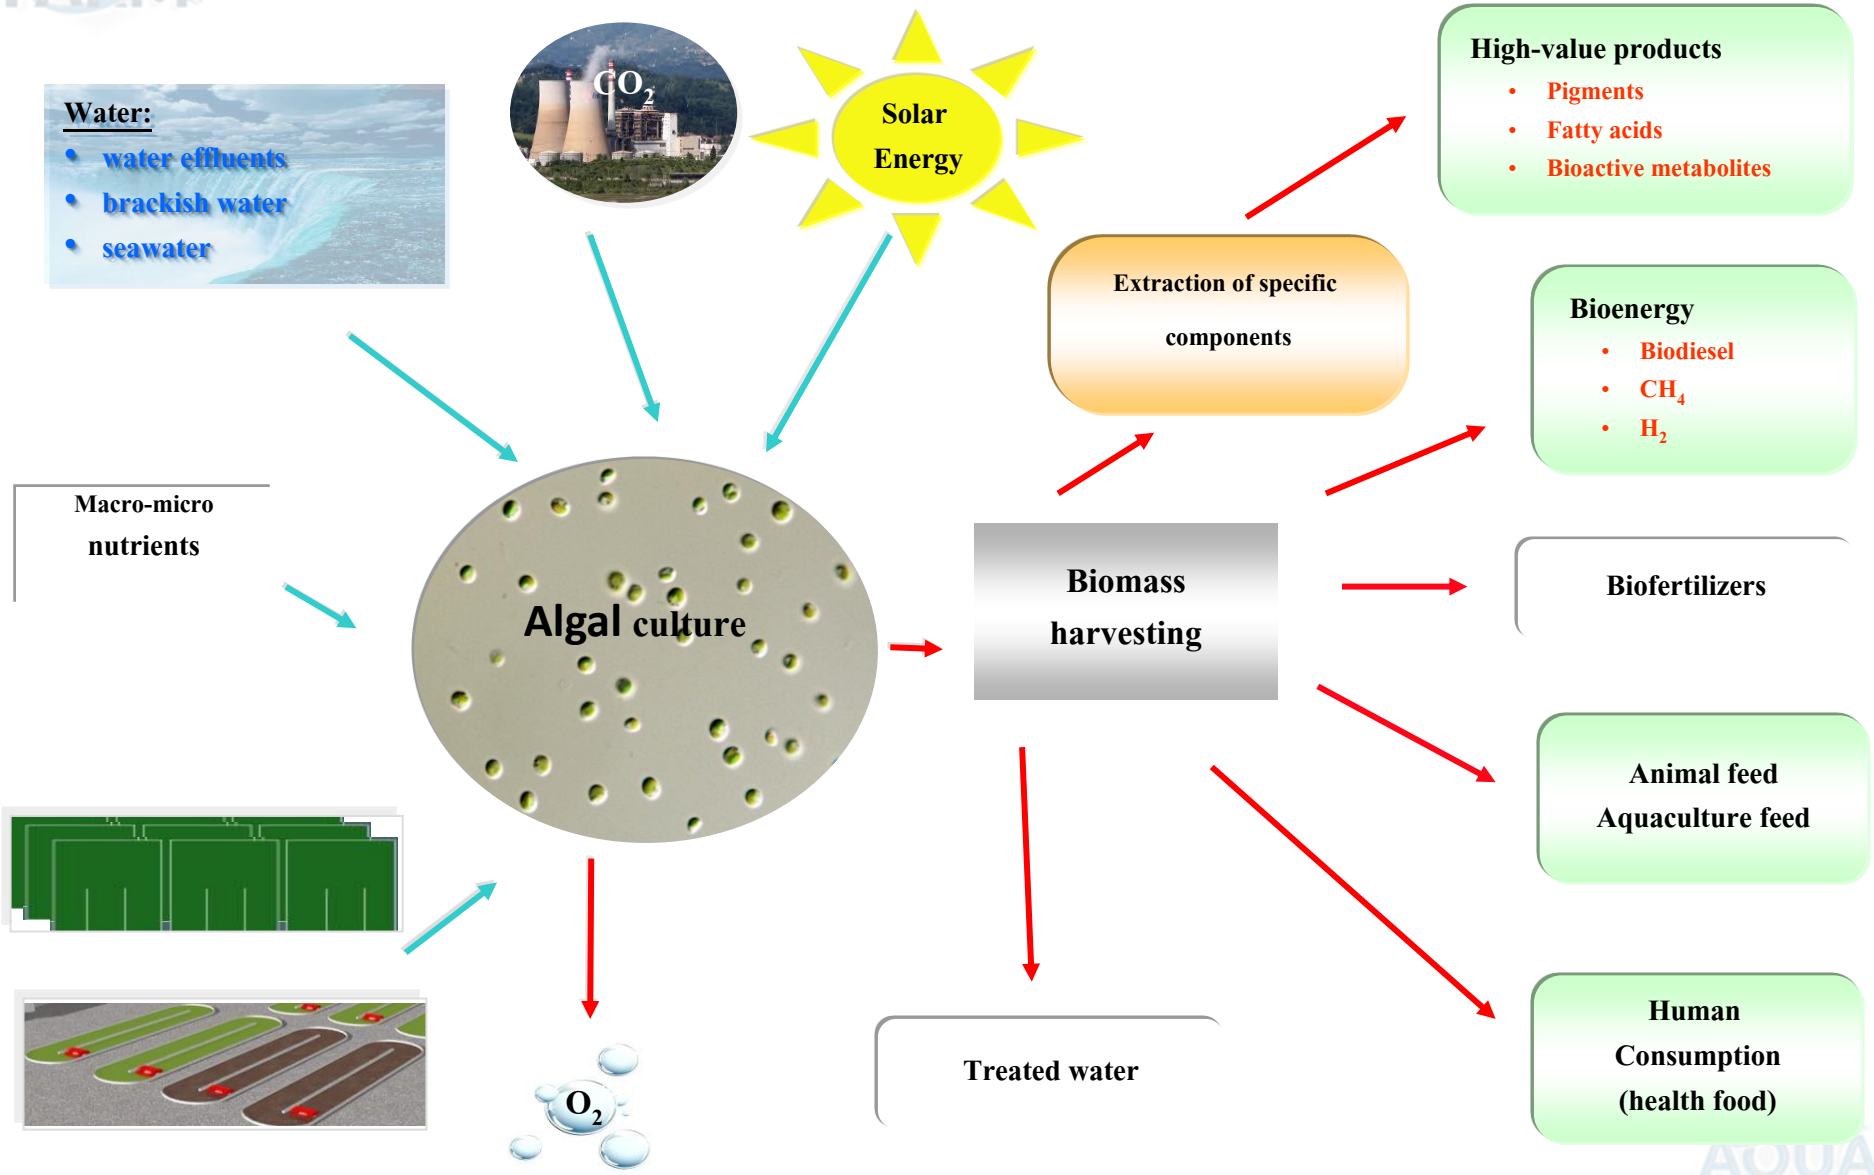 Water:
• water effluents
• brackish water
• seawater
CO2
Solar
Energy
High-value products
• Pigments
• Fatty acids
• Bioactive metabolites
Extraction of specific
components
Bioenergy
• Biodiesel
• CH4
• H2
Macro-micro
nutrients
Algal culture
Biomass
harvesting
Biofertilizers
Animal feed
Aquaculture feed
Treated water
Human
Consumption
(health food)
O2
AQUA